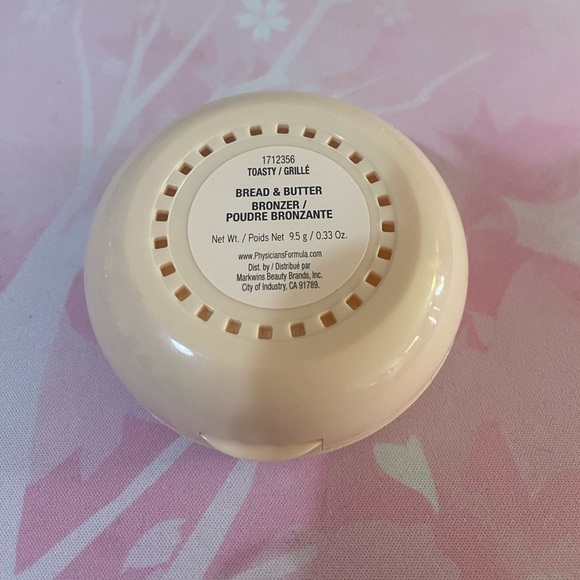 1712356
TOASTY / GRILLÉ
BREAD & BUTTER
BRONZER /
POUDRE BRONZANTE
Net Wt. / Poids Net 9.5 g / 0.33 Oz.
www.PhysiciansFormula.com
Dist. by / Distribué par
Markwins Beauty Brands, Inc.
City of Industry, CA 91789.